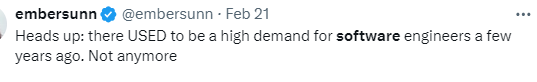 embersunn @embersunn · Feb 21
Heads up: there USED to be a high demand for software engineers a few
years ago. Not anymore